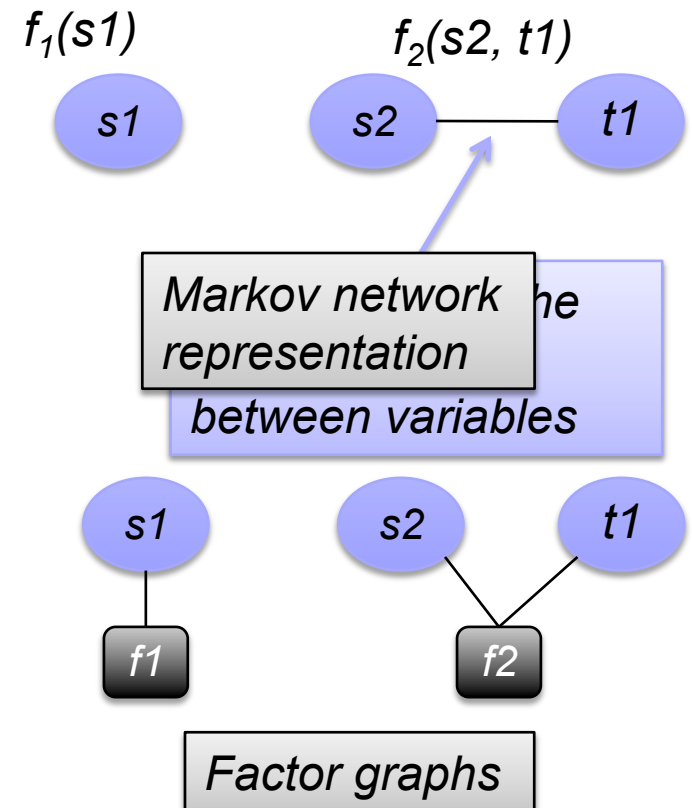 f₁(s1) f₂(s2, t1)
s1 s2 t1
Markov network
representation
between variables
s1 s2 t1
f1 f2
Factor graphs